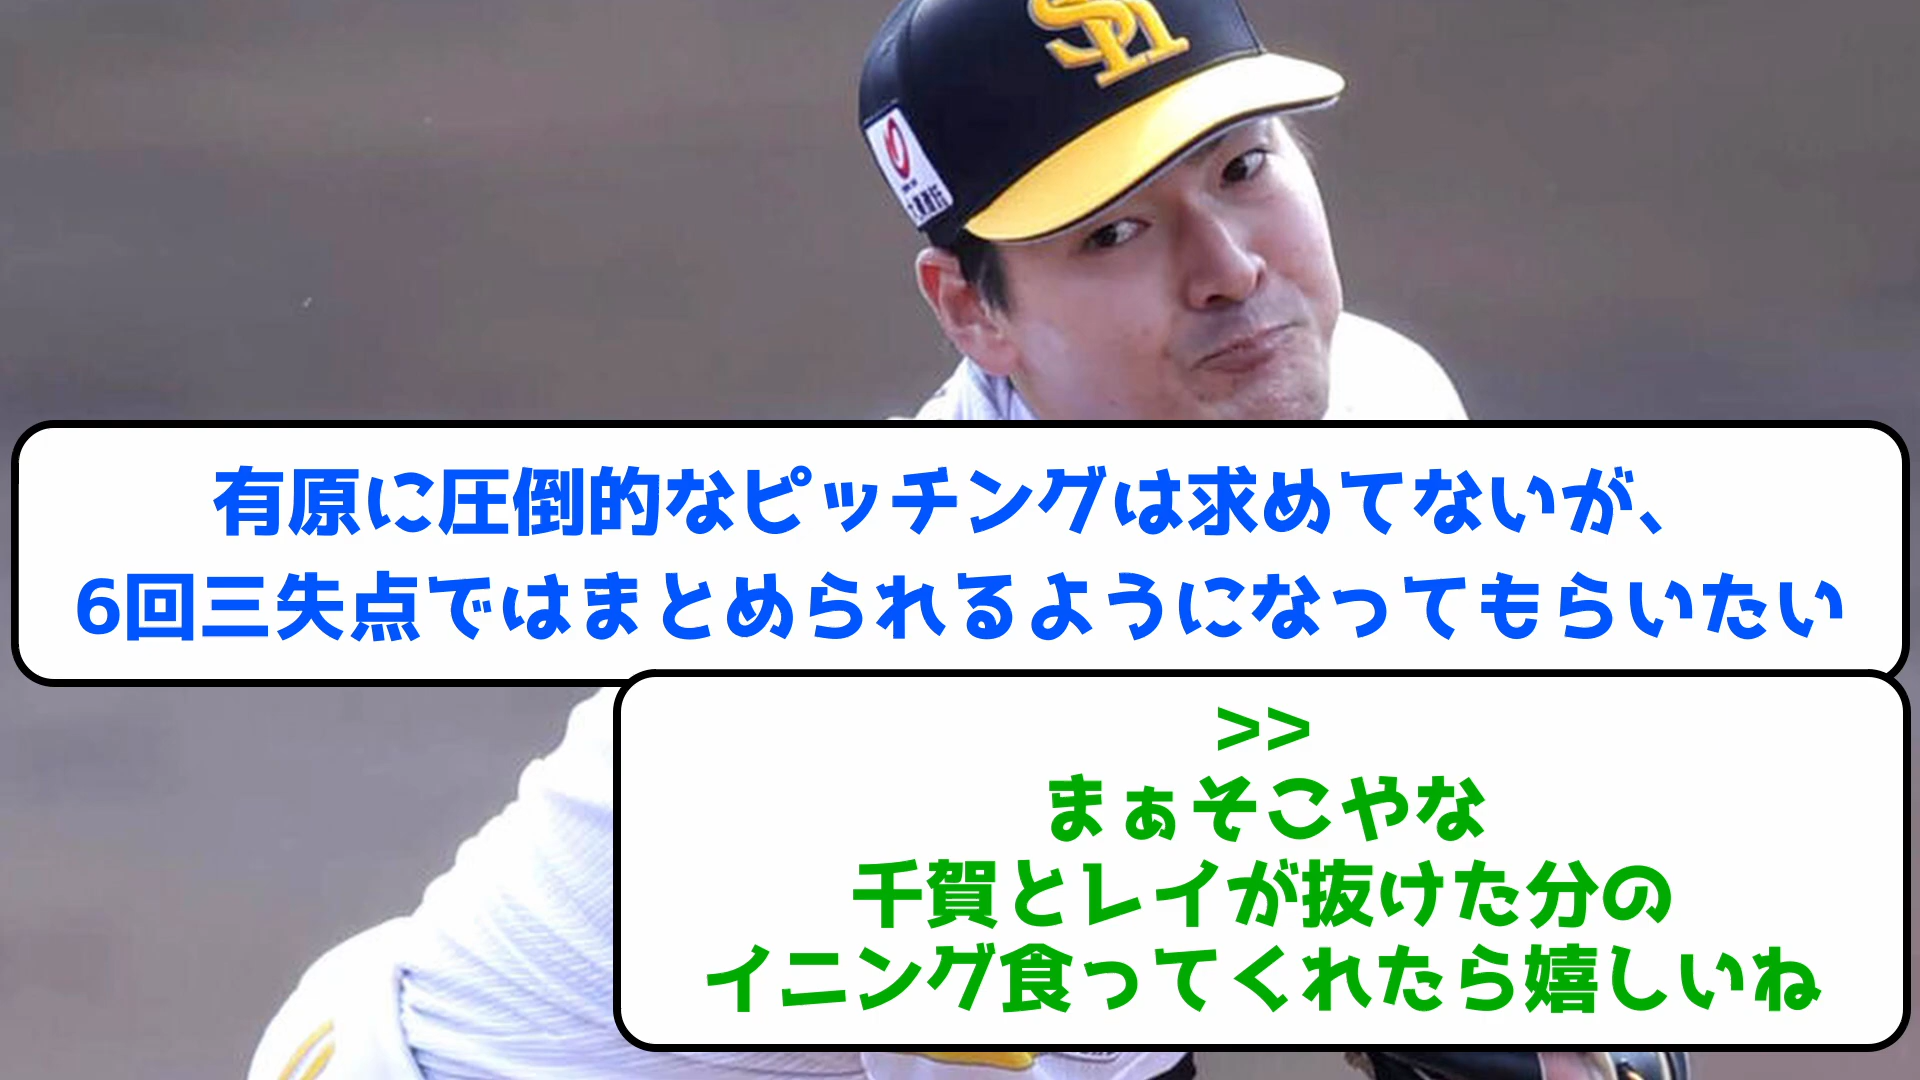 SH
有原に圧倒的なピッチングは求めてないが、
6回三失点ではまとめられるようになってもらいたい
>>
まぁそこやな
千賀とレイが抜けた分の
イニング食ってくれたら嬉しいね